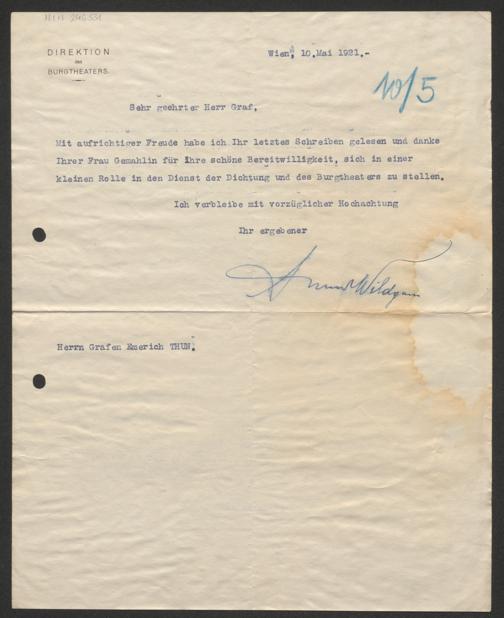 DIREKTION
des
BURGTHEATERS.
Wien, 10.Mai 1921.-
10/5
Sehr geehrter Herr Graf,
Mit aufrichtiger Freude habe ich Ihr letztes Schreiben gelesen und danke
Ihrer Frau Gemahlin für ihre schöne Bereitwilligkeit, sich in einer
kleinen Rolle in den Dienst der Dichtung und des Burgtheaters zu stellen.
Ich verbleibe mit vorzüglicher Hochachtung
Ihr ergebener
Anton Wildgans
Herrn Grafen Emerich THUN.